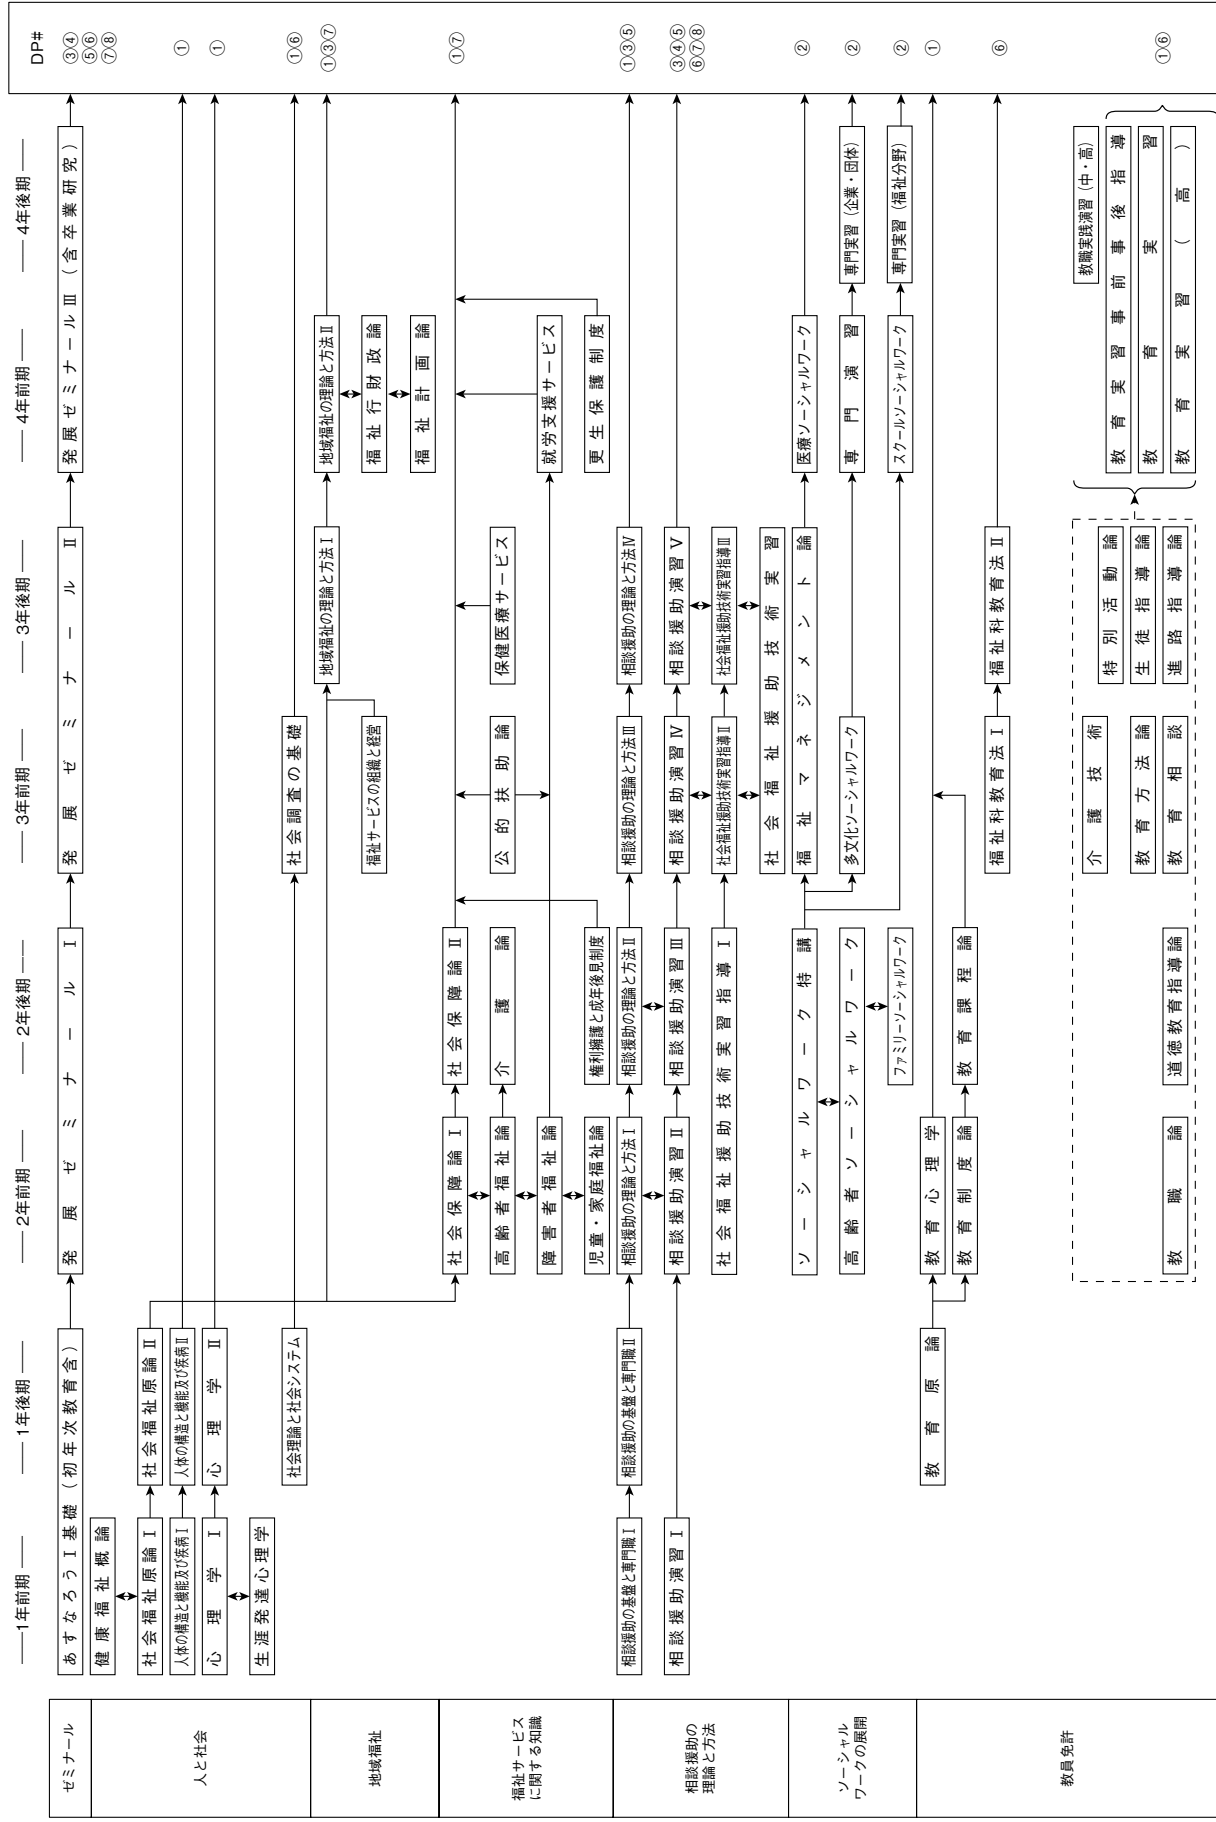 1年前期
1年後期
2年前期
2年後期
3年前期
3年後期
4年前期
4年後期
DP#
ゼミナール
あすなろうⅠ基礎（初年次教育含）
発展ゼミナールⅠ
発展ゼミナールⅡ
発展ゼミナールⅢ（含卒業研究）
③④
⑤⑥
⑦⑧
人と社会
健康福祉概論
社会福祉原論Ⅰ
社会福祉原論Ⅱ
人体の構造と機能及び疾病Ⅰ
人体の構造と機能及び疾病Ⅱ
①
心理学Ⅰ
心理学Ⅱ
①
生涯発達心理学
社会理論と社会システム
社会調査の基礎
①⑥
地域福祉
地域福祉の理論と方法Ⅰ
地域福祉の理論と方法Ⅱ
①③⑦
福祉サービスの組織と経営
福祉行財政論
福祉計画論
福祉サービス
に関する知識
社会保障論Ⅰ
社会保障論Ⅱ
①⑦
高齢者福祉論
介護論
公的扶助論
保健医療サービス
障害者福祉論
就労支援サービス
児童・家庭福祉論
権利擁護と成年後見制度
更生保護制度
相談援助の
理論と方法
相談援助の基盤と専門職Ⅰ
相談援助の基盤と専門職Ⅱ
相談援助の理論と方法Ⅰ
相談援助の理論と方法Ⅱ
相談援助の理論と方法Ⅲ
相談援助の理論と方法Ⅳ
①③⑤
相談援助演習Ⅰ
相談援助演習Ⅱ
相談援助演習Ⅲ
相談援助演習Ⅳ
相談援助演習Ⅴ
③④⑤
⑥⑦⑧
社会福祉援助技術実習指導Ⅰ
社会福祉援助技術実習指導Ⅱ
社会福祉援助技術実習指導Ⅲ
社会福祉援助技術実習
ソーシャル
ワークの展開
ソーシャルワーク特講
福祉マネジメント論
医療ソーシャルワーク
②
高齢者ソーシャルワーク
多文化ソーシャルワーク
専門演習
専門実習（企業・団体）
②
ファミリーソーシャルワーク
スクールソーシャルワーク
専門実習（福祉分野）
②
教員免許
教育原論
教育心理学
①
教育制度論
教育課程論
福祉科教育法Ⅰ
福祉科教育法Ⅱ
⑥
教職論
道徳教育指導論
介護技術
教育方法論
教育相談
特別活動論
生徒指導論
進路指導論
教職実践演習（中・高）
教育実習事前事後指導
教育実習
教育実習（高）
①⑥